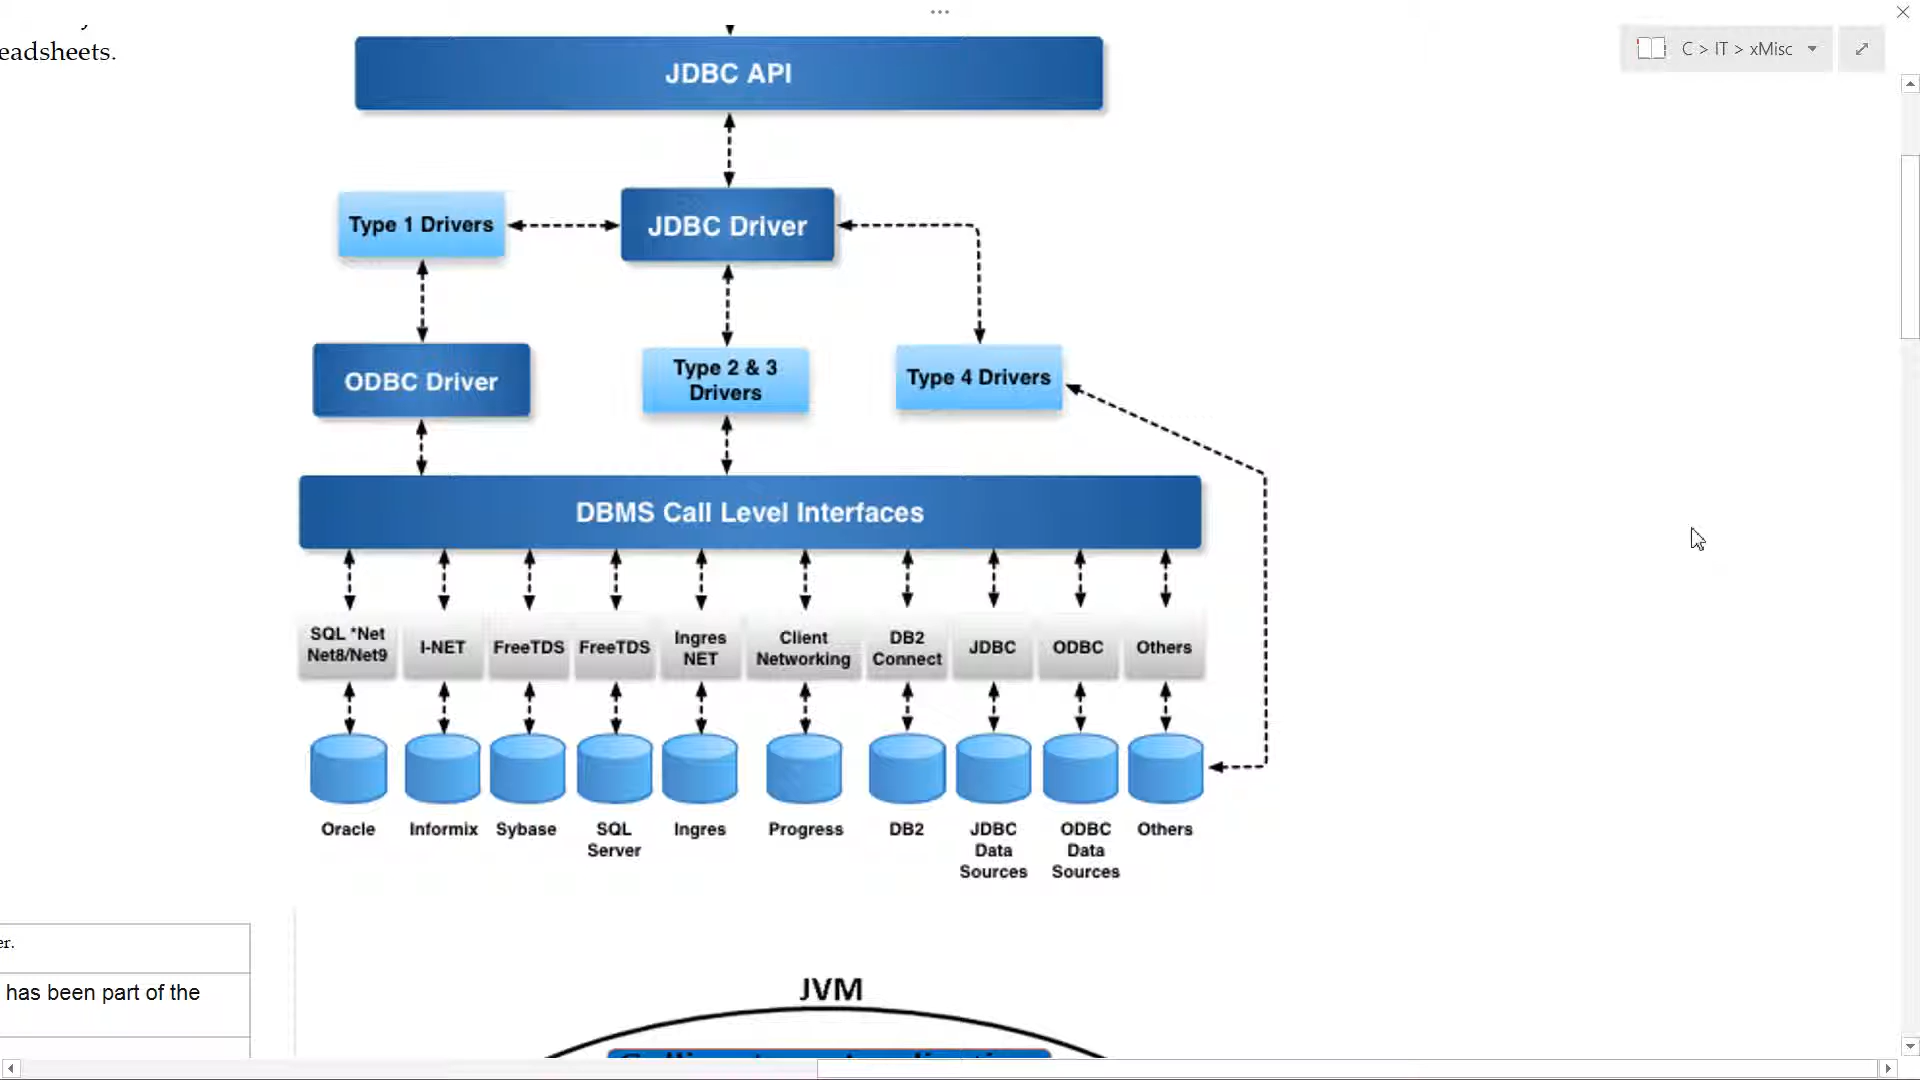 eadsheets.
C > IT > xMisc
JDBC API
Type 1 Drivers
JDBC Driver
ODBC Driver
Type 2 & 3
Drivers
Type 4 Drivers
DBMS Call Level Interfaces
SQL *Net
Net8/Net9
I-NET
FreeTDS
FreeTDS
Ingres
NET
Client
Networking
DB2
Connect
JDBC
ODBC
Others
Oracle
Informix
Sybase
SQL
Server
Ingres
Progress
DB2
JDBC
Data
Sources
ODBC
Data
Sources
Others
er.
has been part of the
JVM